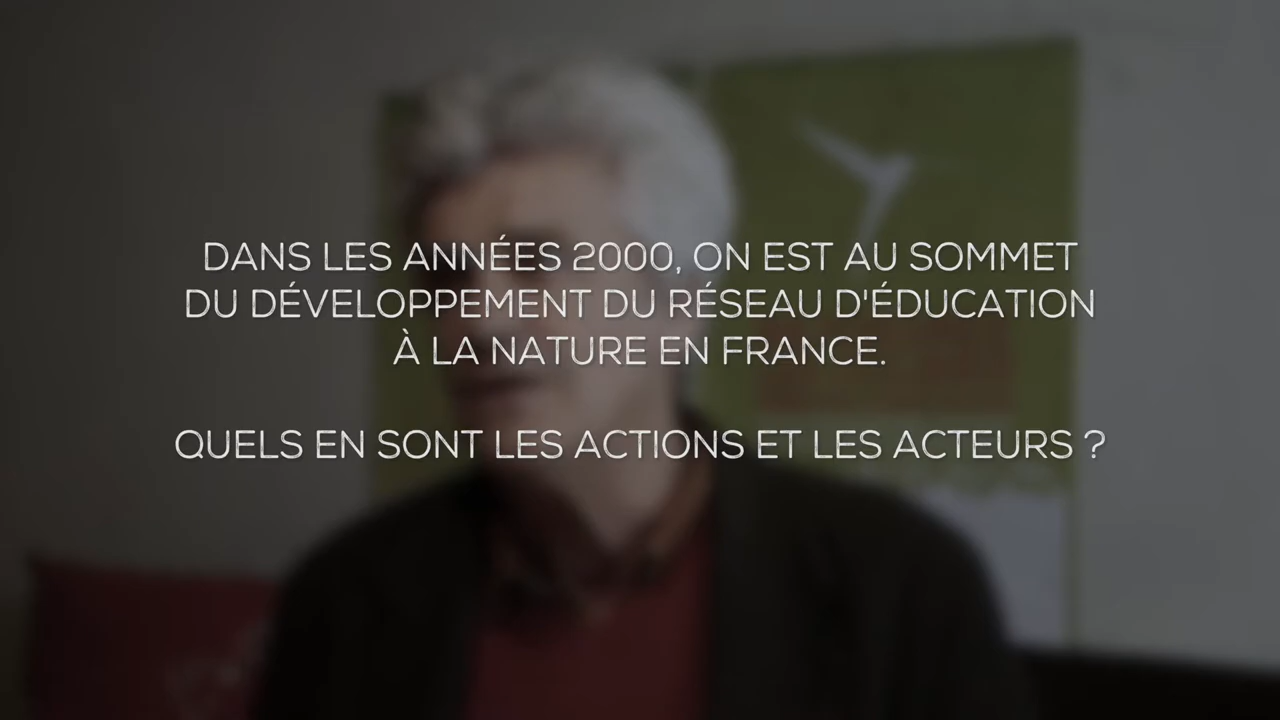 DANS LES ANNÉES 2000, ON EST AU SOMMET
DU DÉVELOPPEMENT DU RÉSEAU D'ÉDUCATION
À LA NATURE EN FRANCE.
QUELS EN SONT LES ACTIONS ET LES ACTEURS ?